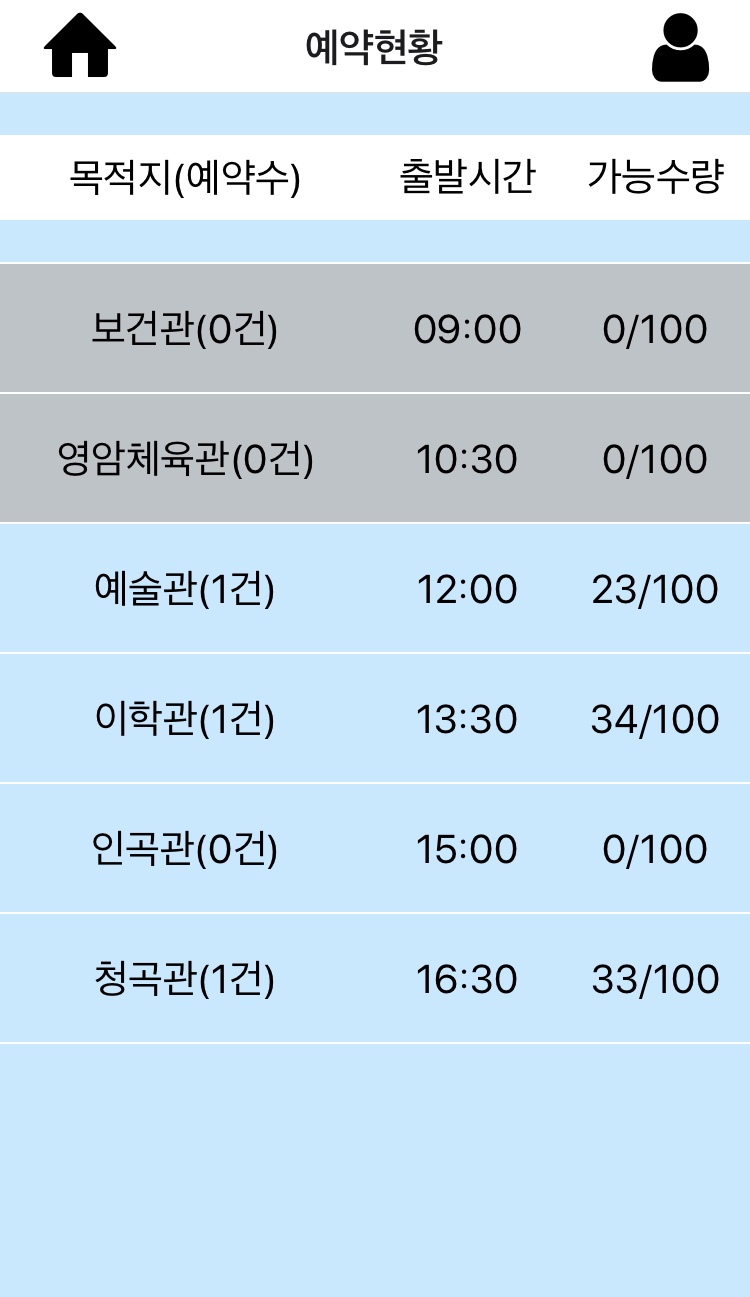 예약현황
목적지(예약수) 출발시간 가능수량
보건관(0건) 09:00 0/100
영암체육관(0건) 10:30 0/100
예술관(1건) 12:00 23/100
이학관(1건) 13:30 34/100
인곡관(0건) 15:00 0/100
청곡관(1건) 16:30 33/100